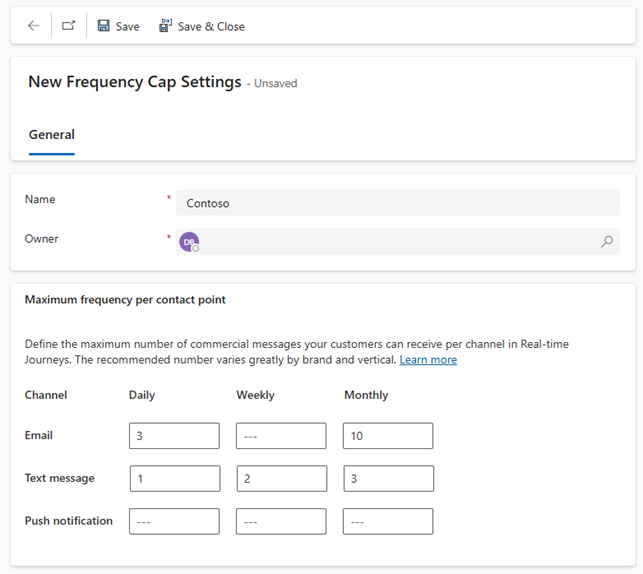 Save
Save & Close
New Frequency Cap Settings - Unsaved
General
Name * Contoso
Owner * DB
Maximum frequency per contact point
Define the maximum number of commercial messages your customers can receive per channel in Real-time
Journeys. The recommended number varies greatly by brand and vertical. Learn more
Channel Daily Weekly Monthly
Email 3 --- 10
Text message 1 2 3
Push notification --- --- ---